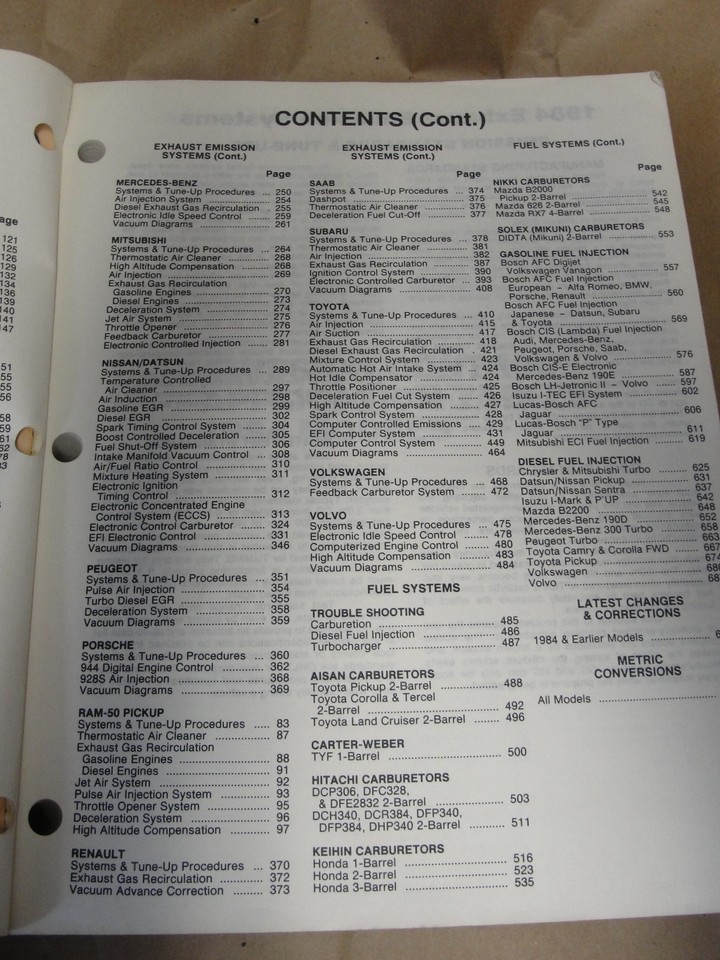 age
121
125
126
129
132
134
136
139
140
141
147
CONTENTS (Cont.)
EXHAUST EMISSION
SYSTEMS (Cont.)
Page
MERCEDES-BENZ
Systems & Tune-Up Procedures ... 250
Air Injection System ... 254
Diesel Exhaust Gas Recirculation . 255
Electronic Idle Speed Control ... 259
Vacuum Diagrams ... 261
MITSUBISHI
Systems & Tune-Up Procedures ... 264
Thermostatic Air Cleaner ... 268
High Altitude Compensation ... 268
Air Injection ... 269
Exhaust Gas Recirculation
Gasoline Engines ... 270
Diesel Engines ... 273
Deceleration System ... 274
Jet Air System ... 275
Throttle Opener ... 276
Feedback Carburetor ... 277
Electronic Controlled Injection ... 281
NISSAN/DATSUN
Systems & Tune-Up Procedures ... 289
Temperature Controlled
Air Cleaner ... 297
Air Induction ... 298
Gasoline EGR ... 299
Diesel EGR ... 302
Spark Timing Control System ... 304
Boost Controlled Deceleration ... 305
Fuel Shut-Off System ... 306
Intake Manifold Vacuum Control ... 308
Air/Fuel Ratio Control ... 310
Mixture Heating System ... 311
Electronic Ignition
Timing Control ... 312
Electronic Concentrated Engine
Control System (ECCS) ... 313
Electronic Control Carburetor ... 324
EFI Electronic Control ... 331
Vacuum Diagrams ... 346
PEUGEOT
Systems & Tune-Up Procedures ... 351
Pulse Air Injection ... 354
Turbo Diesel EGR ... 355
Deceleration System ... 358
Vacuum Diagrams ... 359
PORSCHE
Systems & Tune-Up Procedures ... 360
944 Digital Engine Control ... 362
928S Air Injection ... 368
Vacuum Diagrams ... 369
RAM-50 PICKUP
Systems & Tune-Up Procedures ..... 83
Thermostatic Air Cleaner ... 87
Exhaust Gas Recirculation
Gasoline Engines ... 88
Diesel Engines ... 91
Jet Air System ... 92
Pulse Air Injection System ... 93
Throttle Opener System ... 95
Deceleration System ... 96
High Altitude Compensation ... 97
RENAULT
Systems & Tune-Up Procedures ... 370
Exhaust Gas Recirculation ... 372
Vacuum Advance Correction ... 373
EXHAUST EMISSION
SYSTEMS (Cont.)
Page
SAAB
Systems & Tune-Up Procedures ... 374
Dashpot ... 375
Thermostatic Air Cleaner ... 376
Deceleration Fuel Cut-Off ... 377
SUBARU
Systems & Tune-Up Procedures ... 378
Thermostatic Air Cleaner ... 381
Air Injection ... 382
Exhaust Gas Recirculation ... 387
Ignition Control System ... 390
Electronic Controlled Carburetor ... 393
Vacuum Diagrams ... 408
TOYOTA
Systems & Tune-Up Procedures ... 410
Air Injection ... 415
Air Suction ... 417
Exhaust Gas Recirculation ... 418
Diesel Exhaust Gas Recirculation . 421
Mixture Control System ... 423
Automatic Hot Air Intake System ... 424
Hot Idle Compensator ... 424
Throttle Positioner ... 425
Deceleration Fuel Cut System ... 426
High Altitude Compensation ... 427
Spark Control System ... 428
Computer Controlled Emissions ... 429
EFI Computer System ... 431
Computer Control System ... 449
Vacuum Diagrams ... 464
VOLKSWAGEN
Systems & Tune-Up Procedures ... 468
Feedback Carburetor System ... 472
VOLVO
Systems & Tune-Up Procedures ... 475
Electronic Idle Speed Control ... 478
Computerized Engine Control ... 480
High Altitude Compensation ... 483
Vacuum Diagrams ... 484
FUEL SYSTEMS
TROUBLE SHOOTING
Carburetion ... 485
Diesel Fuel Injection ... 486
Turbocharger ... 487
AISAN CARBURETORS
Toyota Pickup 2-Barrel ... 488
Toyota Corolla & Tercel
2-Barrel ... 492
Toyota Land Cruiser 2-Barrel ... 496
CARTER-WEBER
TYF 1-Barrel ... 500
HITACHI CARBURETORS
DCP306, DFC328,
& DFE2832 2-Barrel ... 503
DCH340, DCR384, DFP340,
DFP384, DHP340 2-Barrel ... 511
KEIHIN CARBURETORS
Honda 1-Barrel ... 516
Honda 2-Barrel ... 523
Honda 3-Barrel ... 535
FUEL SYSTEMS (Cont.)
Page
NIKKI CARBURETORS
Mazda B2000
Pickup 2-Barrel ... 542
Mazda 626 2-Barrel ... 545
Mazda RX7 4-Barrel ... 548
SOLEX (MIKUNI) CARBURETORS
DIDTA (Mikuni) 2-Barrel ... 553
GASOLINE FUEL INJECTION
Bosch AFC Digijet
Volkswagen Vanagon ... 557
Bosch AFC Fuel Injection
European – Alfa Romeo, BMW,
Porsche, Renault ... 560
Bosch AFC Fuel Injection
Japanese – Datsun, Subaru
& Toyota ... 569
Bosch CIS (Lambda) Fuel Injection
Audi, Mercedes-Benz,
Peugeot, Porsche, Saab,
Volkswagen & Volvo ... 576
Bosch CIS-E Electronic
Mercedes-Benz 190E ... 587
Bosch LH-Jetronic II – Volvo ... 597
Isuzu I-TEC EFI System ... 602
Lucas-Bosch AFC
Jaguar ... 606
Lucas-Bosch "P" Type
Jaguar ... 611
Mitsubishi ECI Fuel Injection ... 619
DIESEL FUEL INJECTION
Chrysler & Mitsubishi Turbo ... 625
Datsun/Nissan Pickup ... 631
Datsun/Nissan Sentra ... 637
Isuzu I-Mark & P'UP ... 642
Mazda B2200 ... 648
Mercedes-Benz 190D ... 652
Mercedes-Benz 300 Turbo ... 658
Peugeot Turbo ... 663
Toyota Camry & Corolla FWD ... 667
Toyota Pickup ... 674
Volkswagen ... 68
Volvo ... 68
LATEST CHANGES
& CORRECTIONS
1984 & Earlier Models ... 6
METRIC
CONVERSIONS
All Models ...